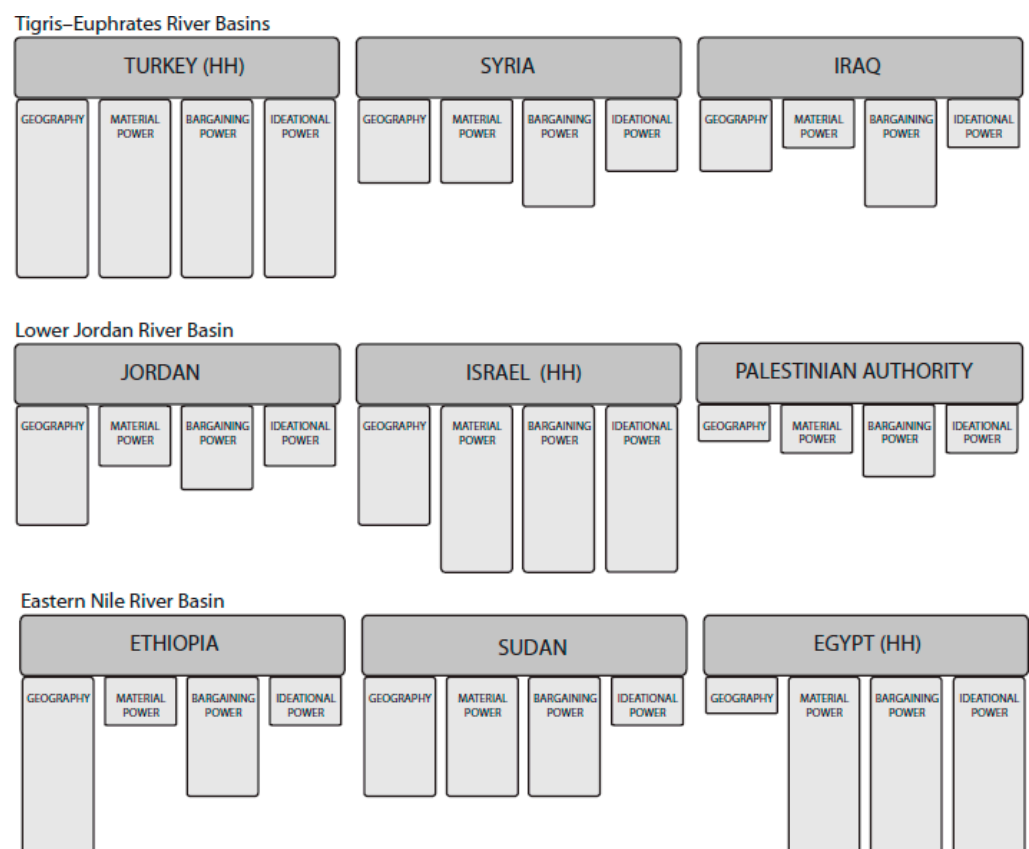 Tigris–Euphrates River Basins
TURKEY (HH)
GEOGRAPHY
MATERIAL
POWER
BARGAINING
POWER
IDEATIONAL
POWER
SYRIA
GEOGRAPHY
MATERIAL
POWER
BARGAINING
POWER
IDEATIONAL
POWER
IRAQ
GEOGRAPHY
MATERIAL
POWER
BARGAINING
POWER
IDEATIONAL
POWER
Lower Jordan River Basin
JORDAN
GEOGRAPHY
MATERIAL
POWER
BARGAINING
POWER
IDEATIONAL
POWER
ISRAEL (HH)
GEOGRAPHY
MATERIAL
POWER
BARGAINING
POWER
IDEATIONAL
POWER
PALESTINIAN AUTHORITY
GEOGRAPHY
MATERIAL
POWER
BARGAINING
POWER
IDEATIONAL
POWER
Eastern Nile River Basin
ETHIOPIA
GEOGRAPHY
MATERIAL
POWER
BARGAINING
POWER
IDEATIONAL
POWER
SUDAN
GEOGRAPHY
MATERIAL
POWER
BARGAINING
POWER
IDEATIONAL
POWER
EGYPT (HH)
GEOGRAPHY
MATERIAL
POWER
BARGAINING
POWER
IDEATIONAL
POWER